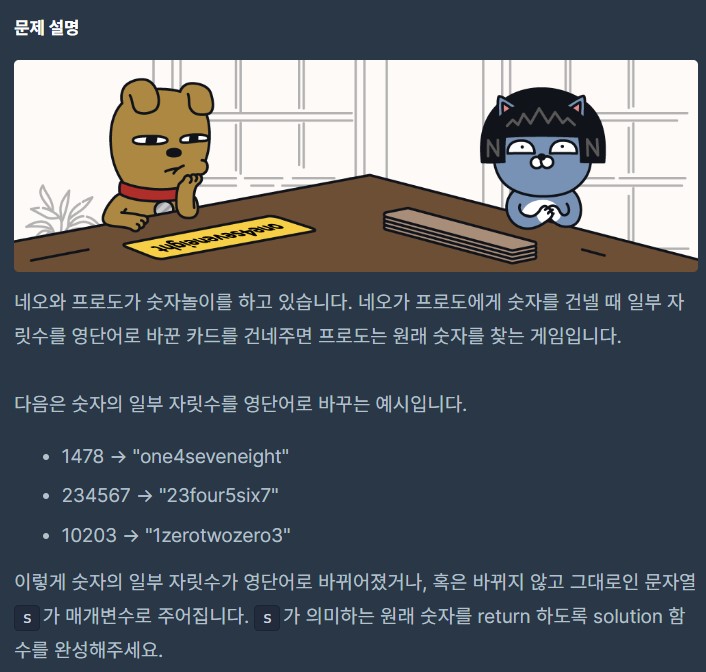 문제 설명
one4seveneight
네오와 프로도가 숫자놀이를 하고 있습니다. 네오가 프로도에게 숫자를 건넬 때 일부 자
릿수를 영단어로 바꾼 카드를 건네주면 프로도는 원래 숫자를 찾는 게임입니다.
다음은 숫자의 일부 자릿수를 영단어로 바꾸는 예시입니다.
• 1478 → "one4seveneight"
• 234567 → "23four5six7"
• 10203 → "1zerotwozero3"
이렇게 숫자의 일부 자릿수가 영단어로 바뀌어졌거나, 혹은 바뀌지 않고 그대로인 문자열
s 가 매개변수로 주어집니다. s 가 의미하는 원래 숫자를 return 하도록 solution 함
수를 완성해주세요.